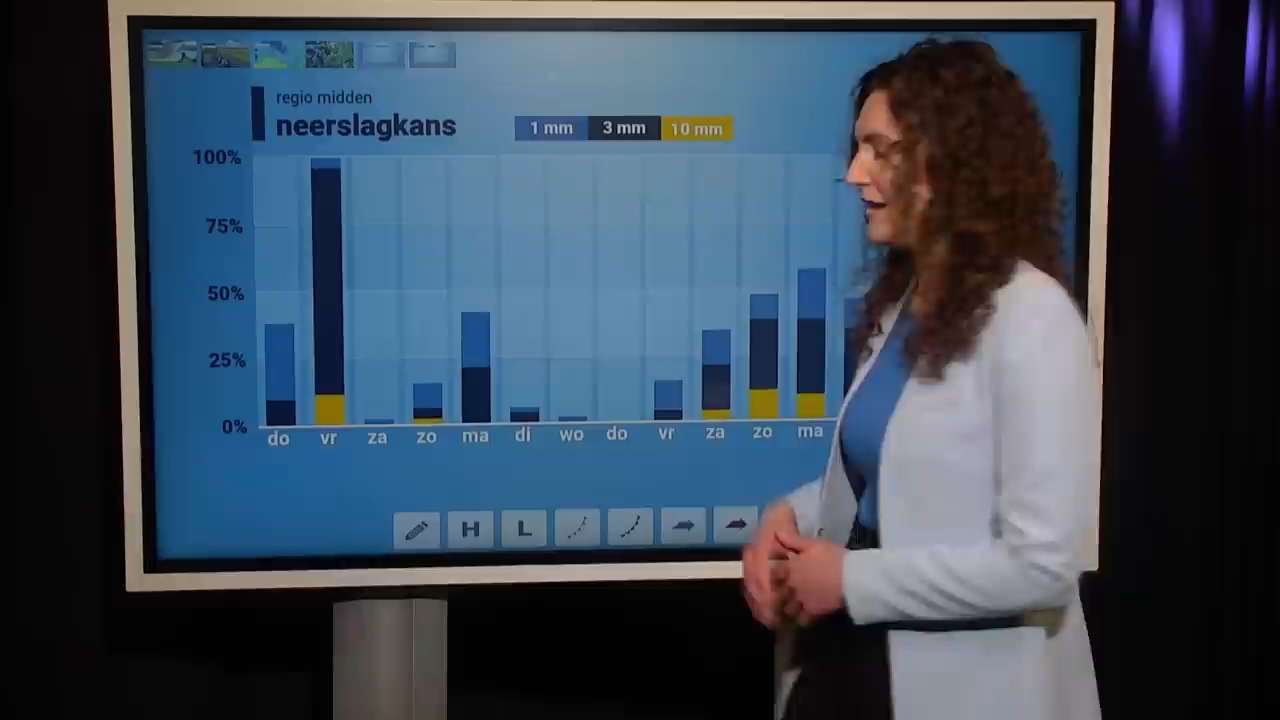 regio midden
neerslagkans
1 mm 3 mm 10 mm
100%
75%
50%
25%
0%
do vr za zo ma di wo do vr za zo ma
H L